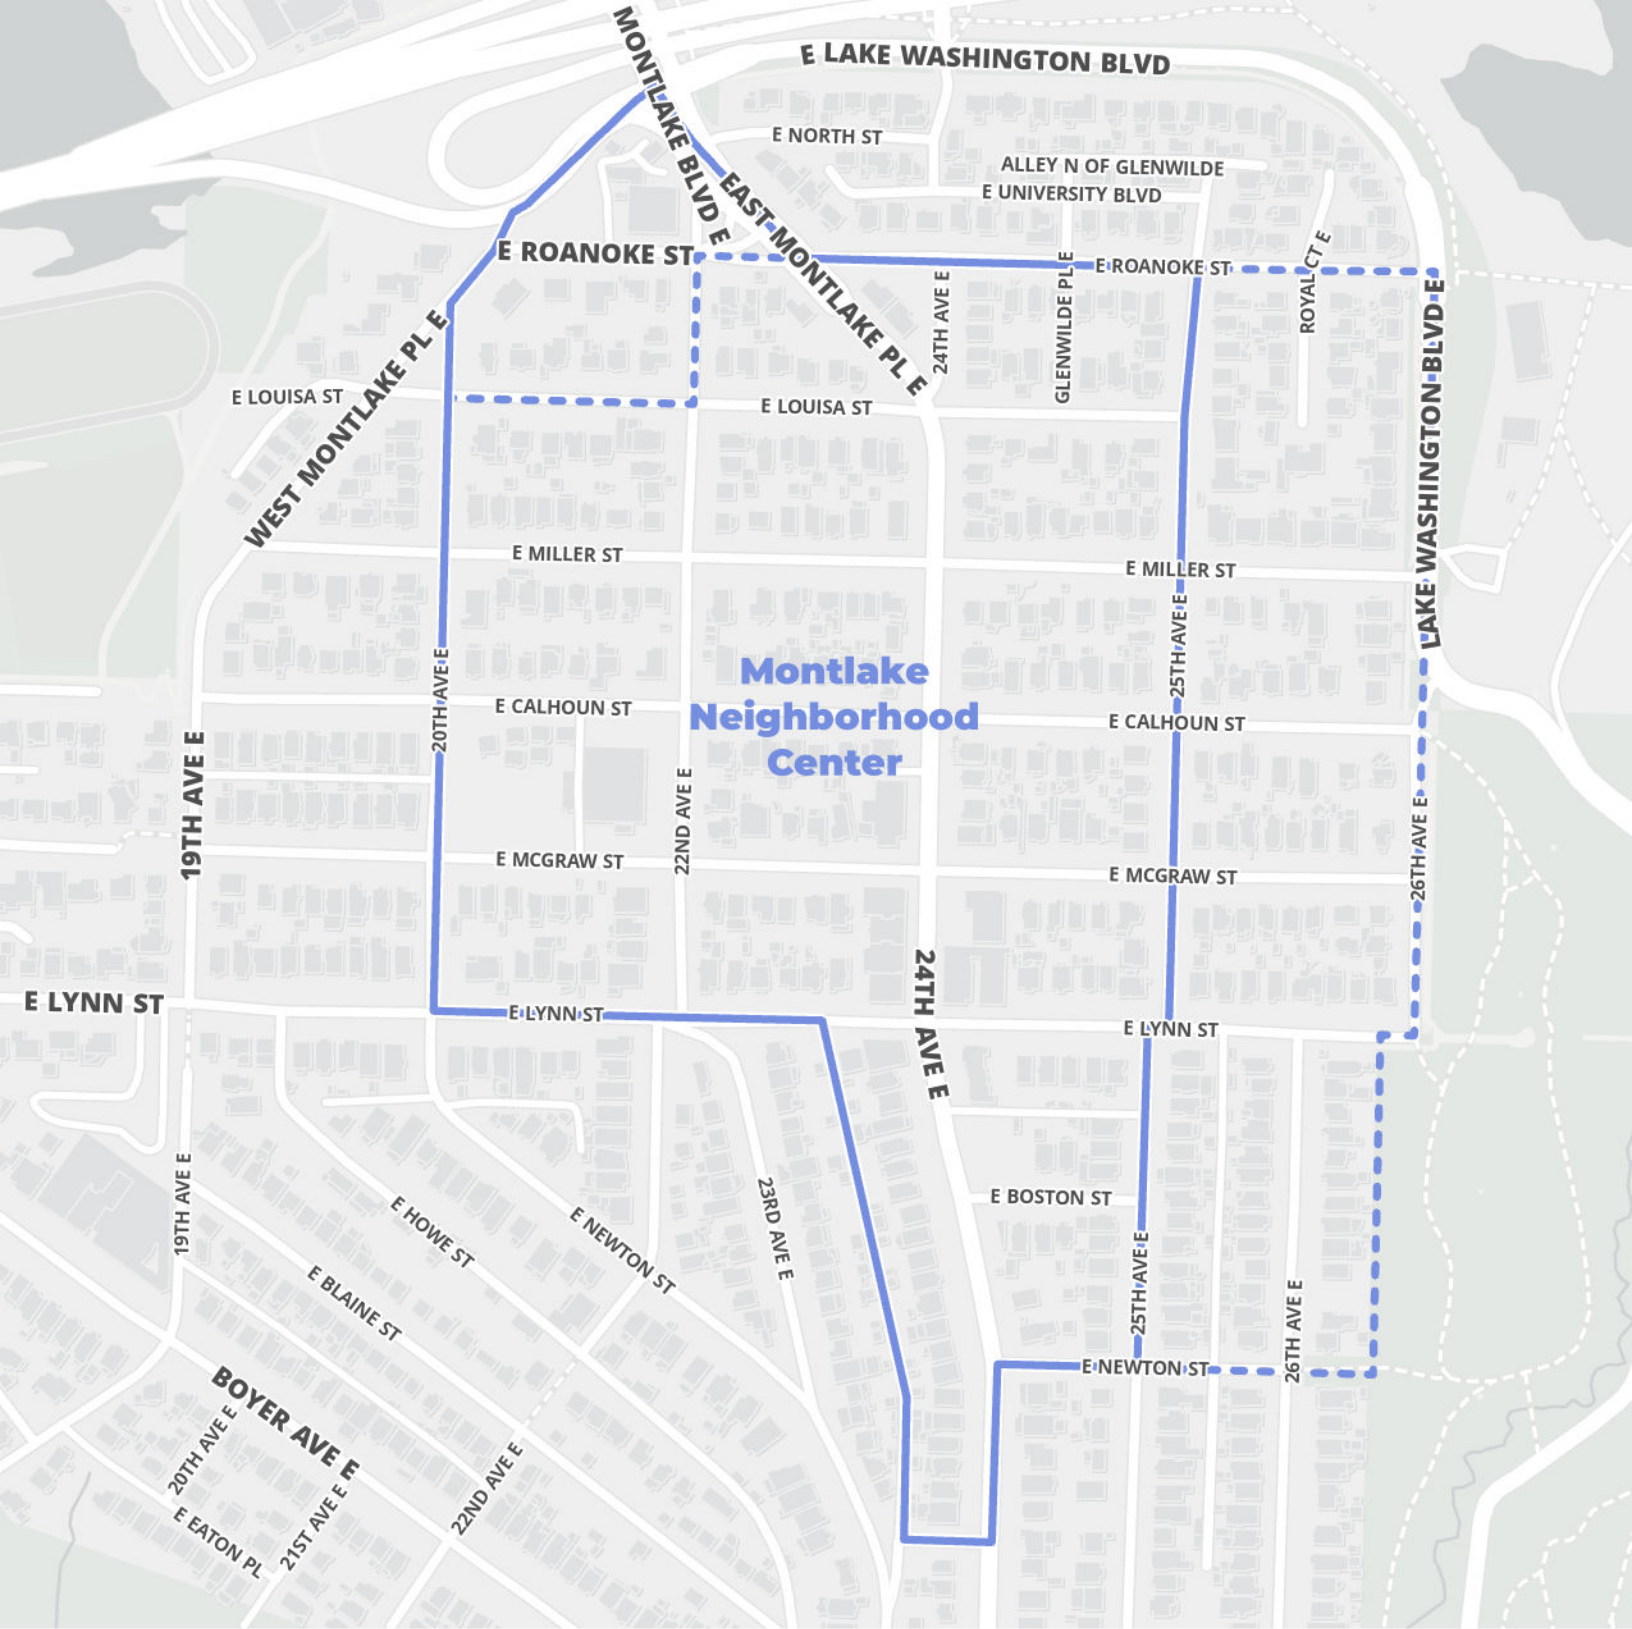 MONTLAKE BLVD E
E LAKE WASHINGTON BLVD
E NORTH ST
ALLEY N OF GLENWILDE
E UNIVERSITY BLVD
EAST MONTLAKE PL E
E ROANOKE ST
E ROANOKE ST
ROYAL CT E
GLENWILDE PL E
24TH AVE E
LAKE WASHINGTON BLVD E
WEST MONTLAKE PL E
E LOUISA ST
E LOUISA ST
E MILLER ST
E MILLER ST
25TH AVE E
20TH AVE E
Montlake
Neighborhood
Center
E CALHOUN ST
E CALHOUN ST
19TH AVE E
22ND AVE E
26TH AVE E
E MCGRAW ST
E MCGRAW ST
24TH AVE E
E LYNN ST
E LYNN ST
E LYNN ST
19TH AVE E
E HOWE ST
E NEWTON ST
23RD AVE E
E BOSTON ST
25TH AVE E
E BLAINE ST
26TH AVE E
E NEWTON ST
BOYER AVE E
20TH AVE E
22ND AVE E
21ST AVE E
E EATON PL